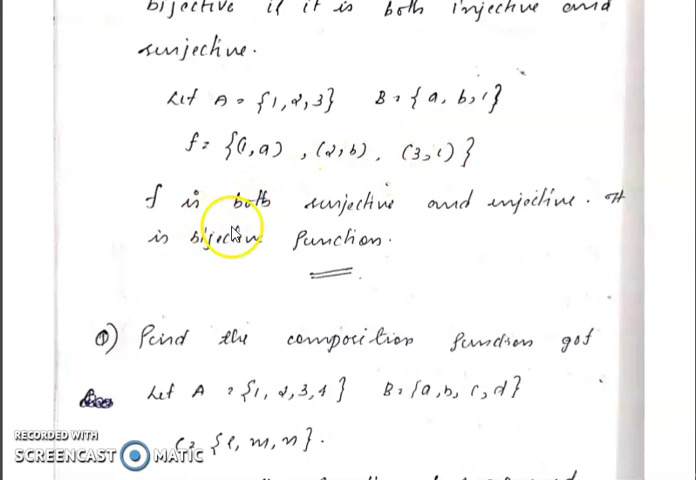 bijective if it is both injective and
surjective.
Let A = {1, 2, 3} B = {a, b, c}
f = {(1, a), (2, b), (3, c)}
f is both surjective and injective. It
is bijective function.
1) Find the composition function gof
Let A = {1, 2, 3, 4} B = {a, b, c, d}
C = {l, m, n}.
RECORDED WITH
SCREENCAST MATIC